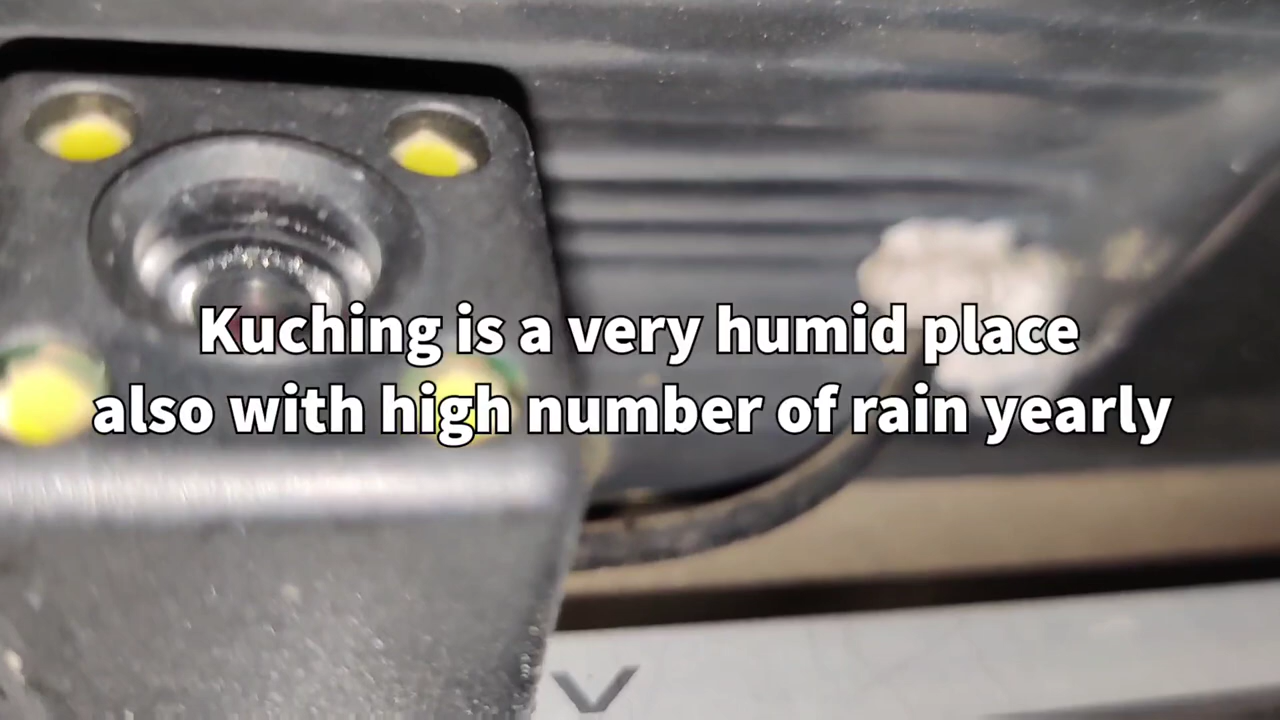 Kuching is a very humid place
also with high number of rain yearly
V